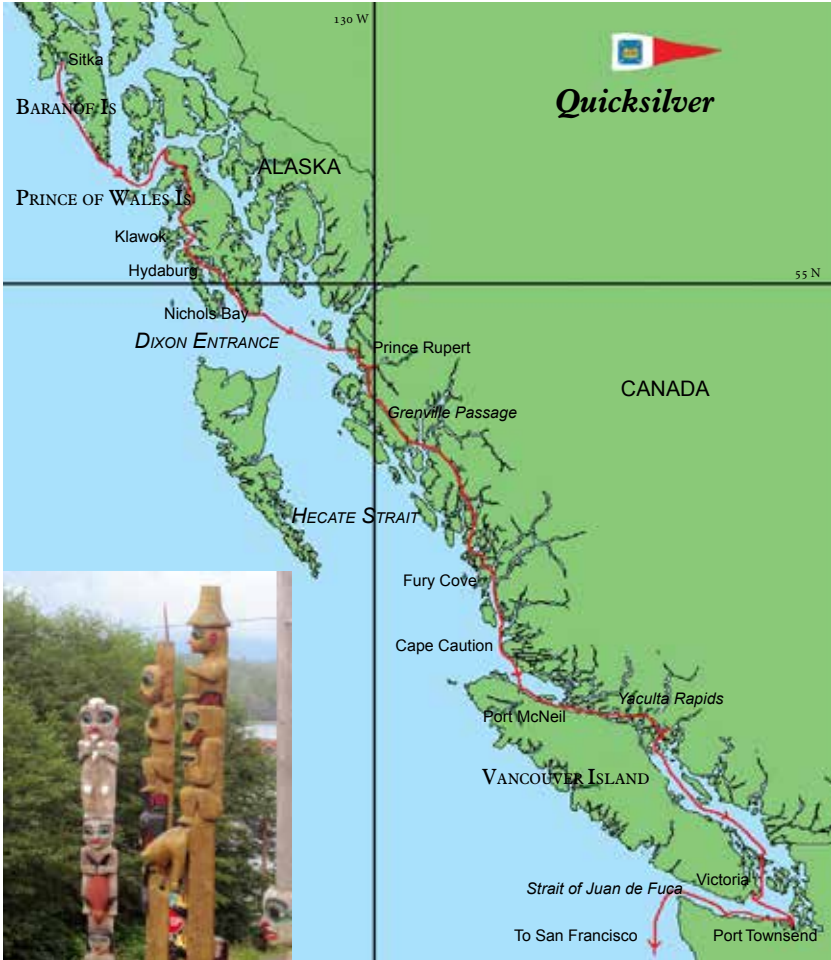 130 W
Sitka
Quicksilver
BARANOF IS
ALASKA
PRINCE OF WALES IS
Klawok
Hydaburg
55 N
Nichols Bay
DIXON ENTRANCE
Prince Rupert
CANADA
Grenville Passage
HECATE STRAIT
Fury Cove
Cape Caution
Yaculta Rapids
Port McNeil
VANCOUVER ISLAND
Victoria
Strait of Juan de Fuca
To San Francisco
Port Townsend